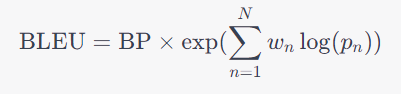 BLEU = BP × exp(∑_{n=1}^{N} w_n log(p_n))